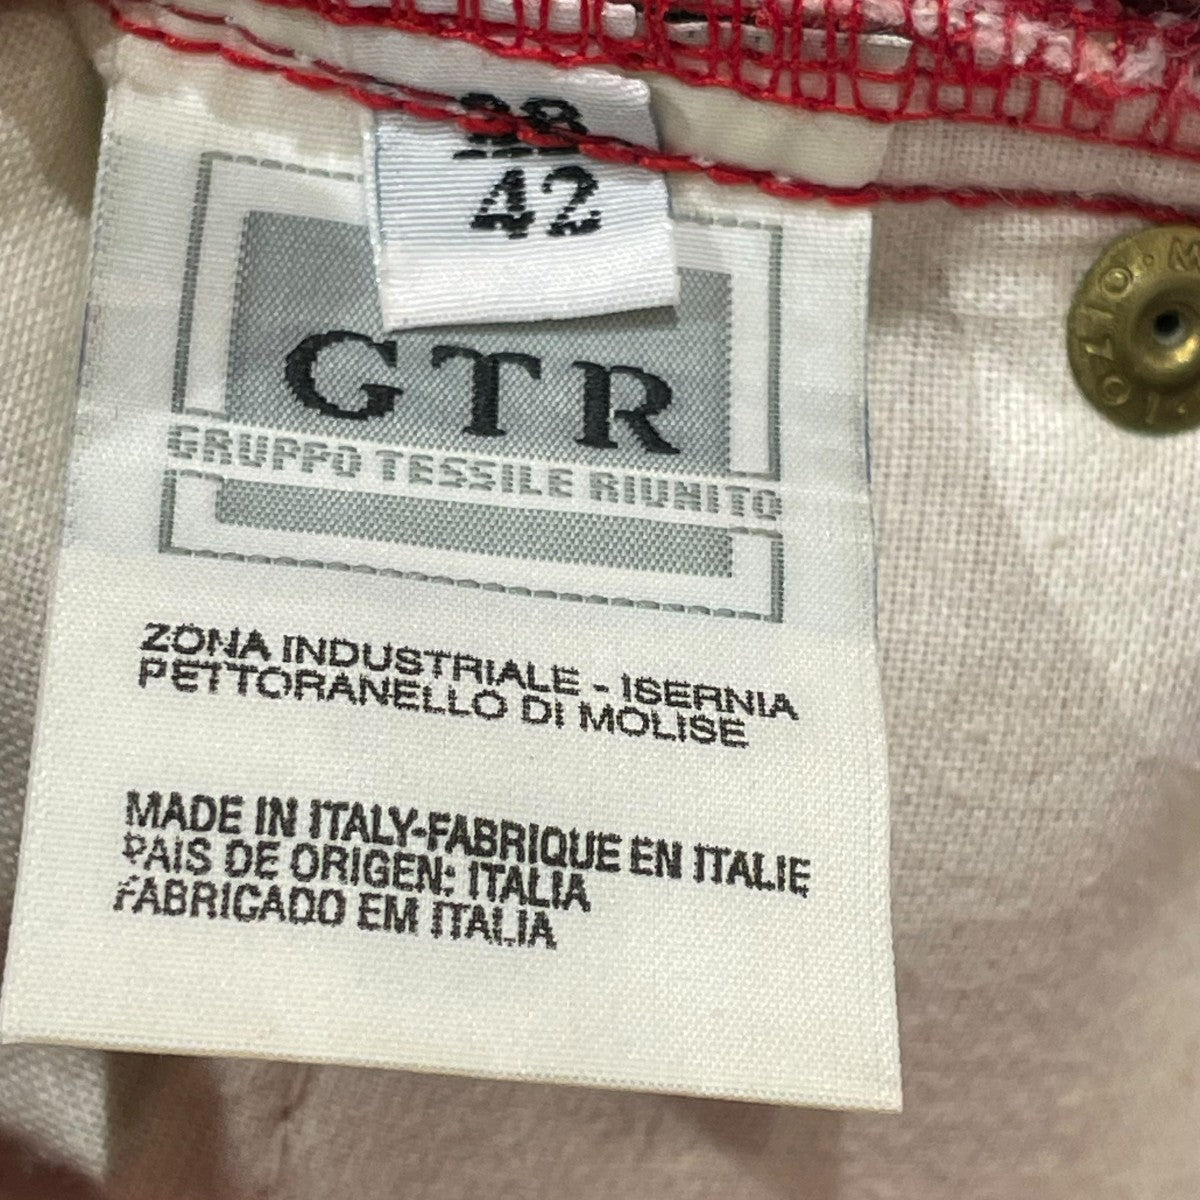 28
42
GTR
GRUPPO TESSILE RIUNITO
ZONA INDUSTRIALE - ISERNIA
PETTORANELLO DI MOLISE
MADE IN ITALY-FABRIQUE EN ITALIE
PAIS DE ORIGEN: ITALIA
FABRICADO EM ITALIA